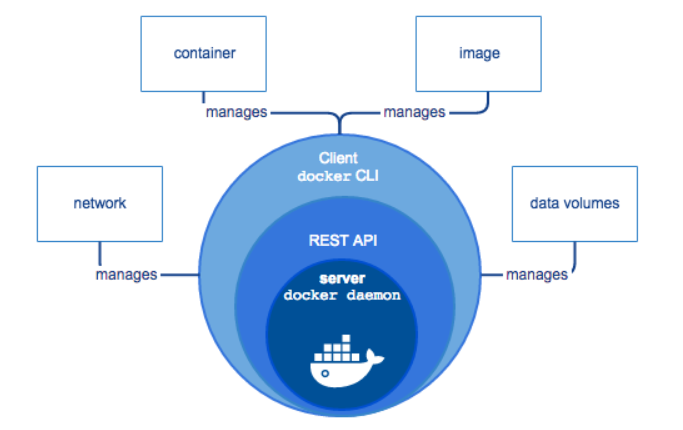 container
image
manages
manages
Client
docker CLI
network
data volumes
REST API
manages
manages
server
docker daemon